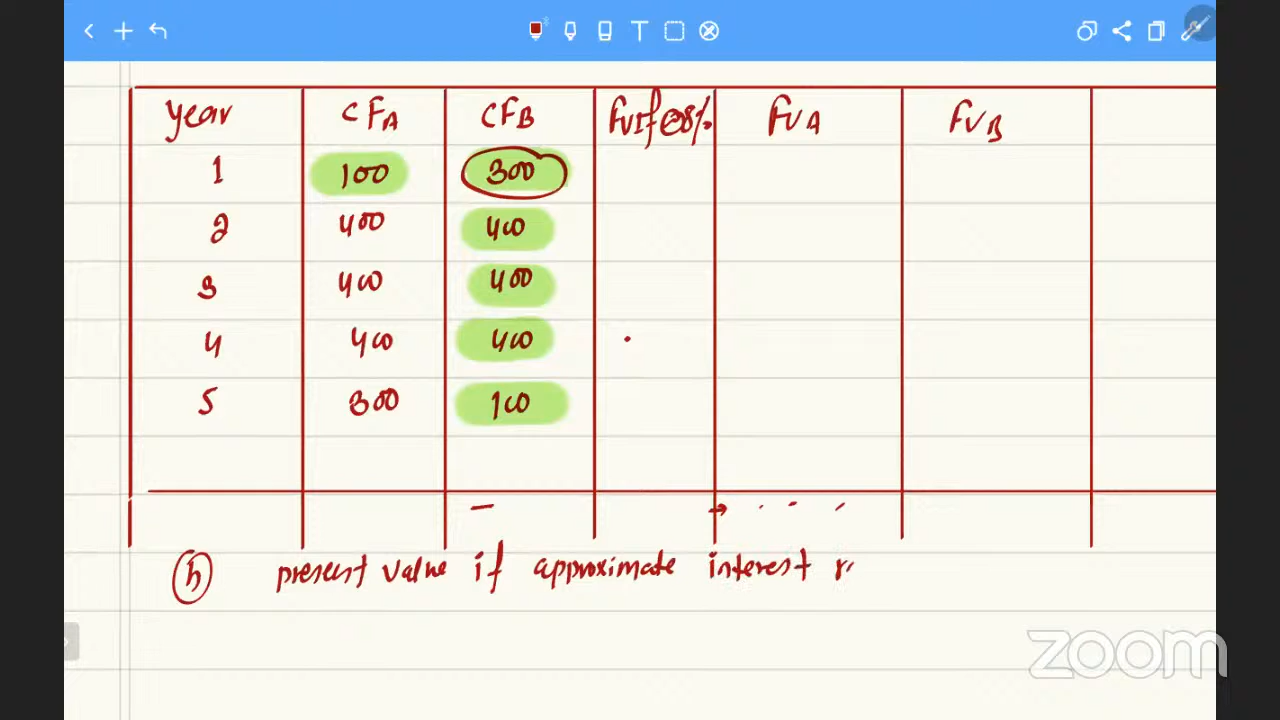 Year CFA CFB FVIf@8% FVA FVB
1 100 300
2 400 400
3 400 400
4 400 400
5 300 100
(h) present value if approximate interest r
zoom